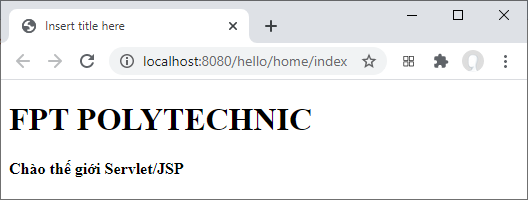 Insert title here
localhost:8080/hello/home/index
FPT POLYTECHNIC
Chào thế giới Servlet/JSP